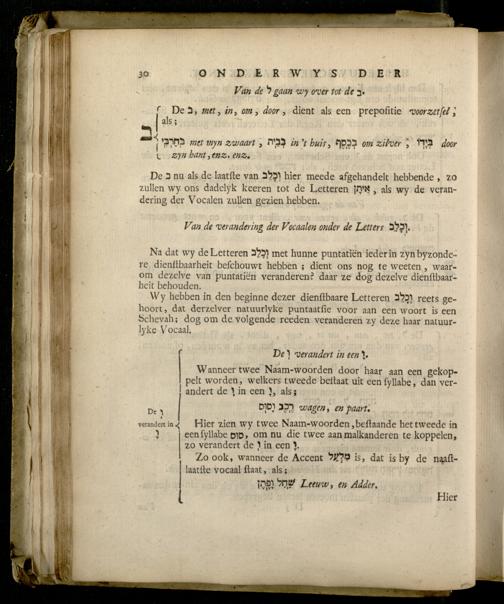 30 ONDERWYS DER
Van de ל gaan wy over tot de ב.
De ב, met, in, om, door, dient als een prepositie voorzetsel,
als;
ב
בְּחַרְבִּי met myn zwaart, בְּבַיִת in 't huis, בְּכֶסֶף om zilver, בְּיָדוֹ door
zyn hant, enz. enz.
De ב nu als de laatste van וְכָלֵב hier meede afgehandelt hebbende, zo
zullen wy ons dadelyk keeren tot de Letteren אֵיתָן, als wy de veran-
dering der Vocalen zullen gezien hebben.
Van de verandering der Vocaalen onder de Letters וְכָלֵב.
Na dat wy de Letteren וְכָלֵב met hunne puntatiën ieder in zyn byzonde-
re dienstbaarheit beschouwt hebben; dient ons nog te weeten, waar-
om dezelve van puntatiën veranderen? daar ze dog dezelve dienstbaar-
heit behouden.
Wy hebben in den beginne dezer dienstbaare Letteren וְכָלֵב reets ge-
hoort, dat derzelver natuurlyke puntaatsie voor aan een woort is een
Schevah; dog om de volgende reeden veranderen zy deze haar natuur-
lyke Vocaal.
De וְ verandert in een וָ.
Wanneer twee Naam-woorden door haar aan een gekop-
pelt worden, welkers tweede bestaat uit een syllabe, dan ver-
andert de וְ in een וָ, als;
רֶכֶב וָסוּס wagen, en paart.
De וְ
verandert in
וָ
Hier zien wy twee Naam-woorden, bestaande het tweede in
een syllabe, סוּס om nu die twee aan malkanderen te koppelen,
zo verandert de וְ in een וָ.
Zo ook, wanneer de Accent מִלְעֵל is, dat is by de naast-
laatste vocaal staat, als;
שַׁחַל וָפֶתֶן Leeuw, en Adder.
Hier